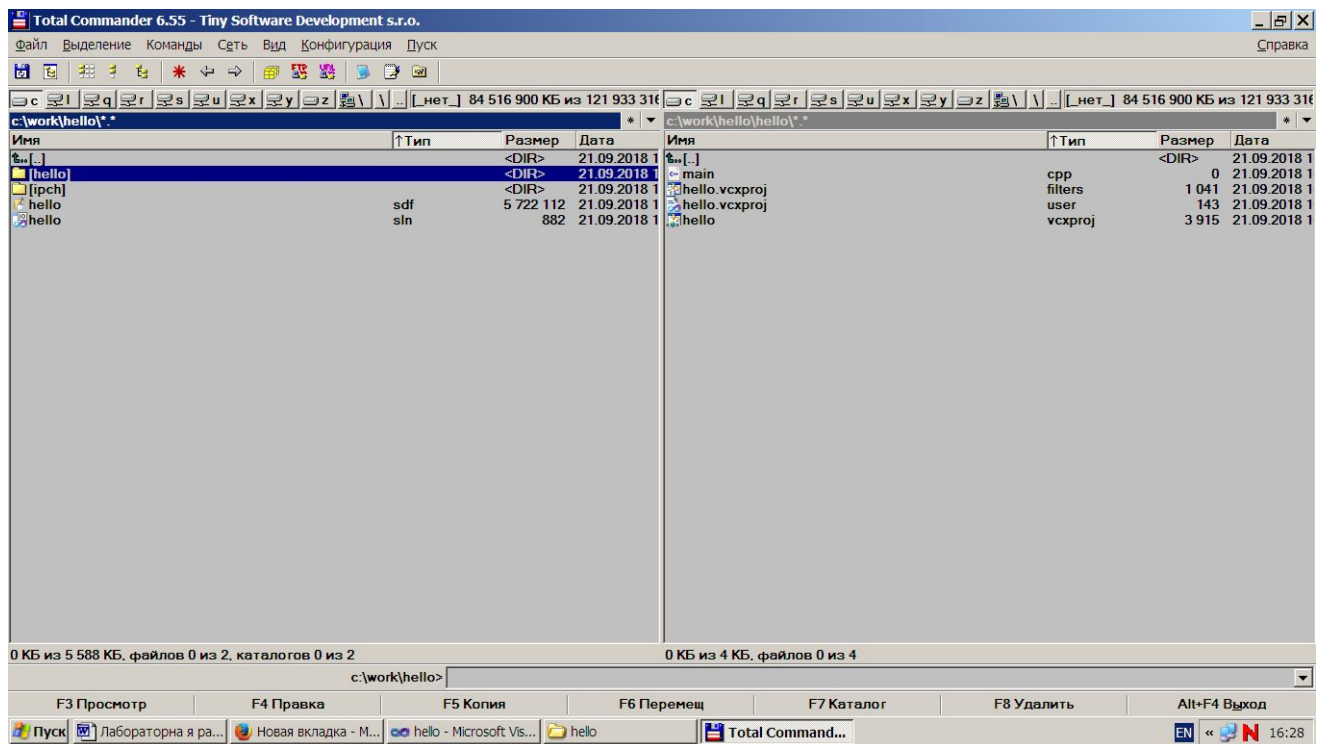 Total Commander 6.55 - Tiny Software Development s.r.o.
Файл Выделение Команды Сеть Вид Конфигурация Пуск Справка
c l q r s u x y z \ \ .. [_нет_] 84 516 900 КБ из 121 933 316 c l q r s u x y z \ \ .. [_нет_] 84 516 900 КБ из 121 933 316
c:\work\hello\*.* * c:\work\hello\hello\*.* *
Имя ↑Тип Размер Дата Имя ↑Тип Размер Дата
[..] <DIR> 21.09.2018 1 [..] <DIR> 21.09.2018 1
[hello] <DIR> 21.09.2018 1 main cpp 0 21.09.2018 1
[ipch] <DIR> 21.09.2018 1 hello.vcxproj filters 1 041 21.09.2018 1
hello sdf 5 722 112 21.09.2018 1 hello.vcxproj user 143 21.09.2018 1
hello sln 882 21.09.2018 1 hello vcxproj 3 915 21.09.2018 1
0 КБ из 5 588 КБ, файлов 0 из 2, каталогов 0 из 2 0 КБ из 4 КБ, файлов 0 из 4
c:\work\hello>
F3 Просмотр F4 Правка F5 Копия F6 Перемещ F7 Каталог F8 Удалить Alt+F4 Выход
Пуск Лабораторна я ра... Новая вкладка - M... hello - Microsoft Vis... hello Total Command... EN « N 16:28